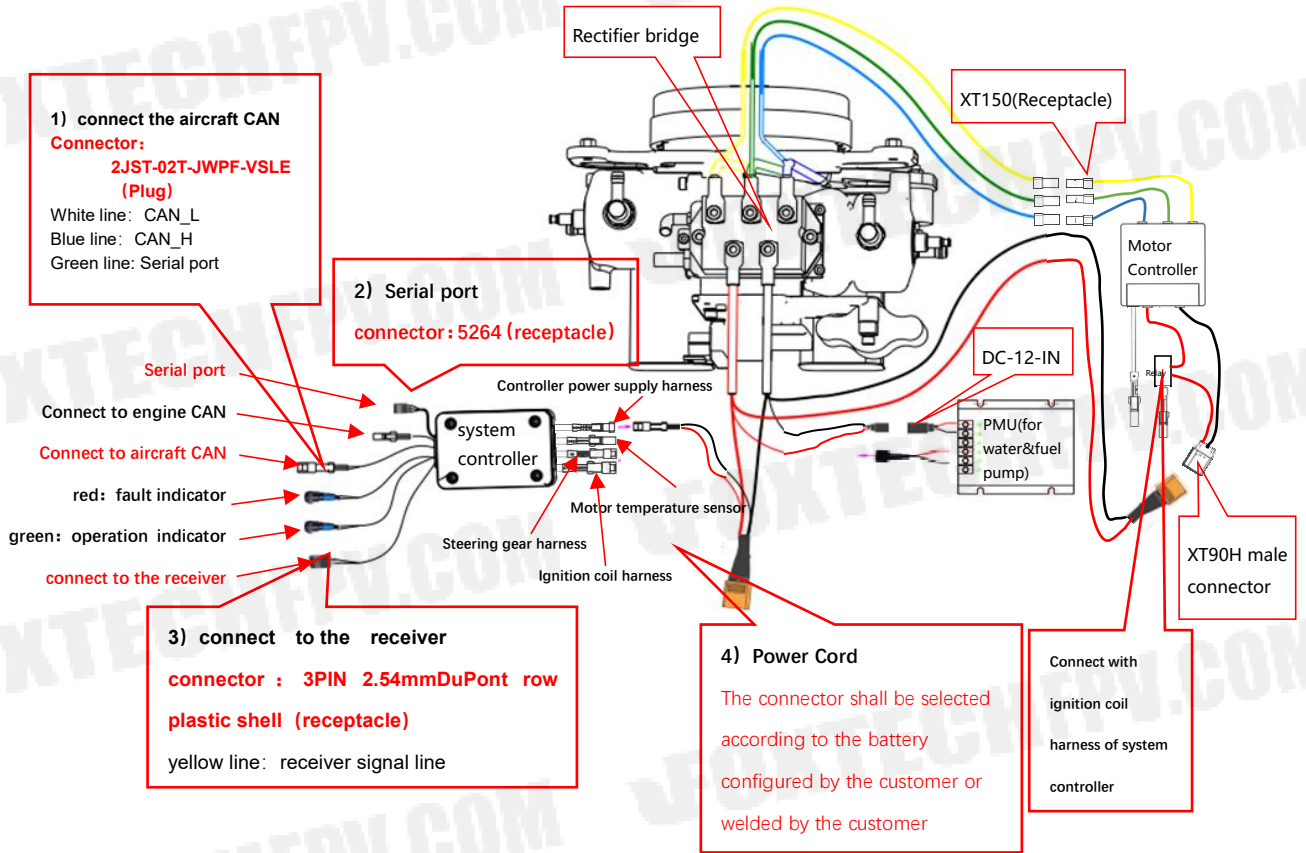 Rectifier bridge
XT150(Receptacle)
1) connect the aircraft CAN
Connector:
2JST-02T-JWPF-VSLE
(Plug)
White line: CAN_L
Blue line: CAN_H
Green line: Serial port
2) Serial port
connector:5264(receptacle)
Motor
Controller
DC-12-IN
Relay
Serial port
Connect to engine CAN
Connect to aircraft CAN
red: fault indicator
green: operation indicator
connect to the receiver
system
controller
Controller power supply harness
Motor temperature sensor
Steering gear harness
Ignition coil harness
PMU(for
water&fuel
pump)
XT90H male
connector
3) connect to the receiver
connector : 3PIN 2.54mmDuPont row
plastic shell (receptacle)
yellow line: receiver signal line
4) Power Cord
The connector shall be selected
according to the battery
configured by the customer or
welded by the customer
Connect with
ignition coil
harness of system
controller
FOXTECHFPV.COM